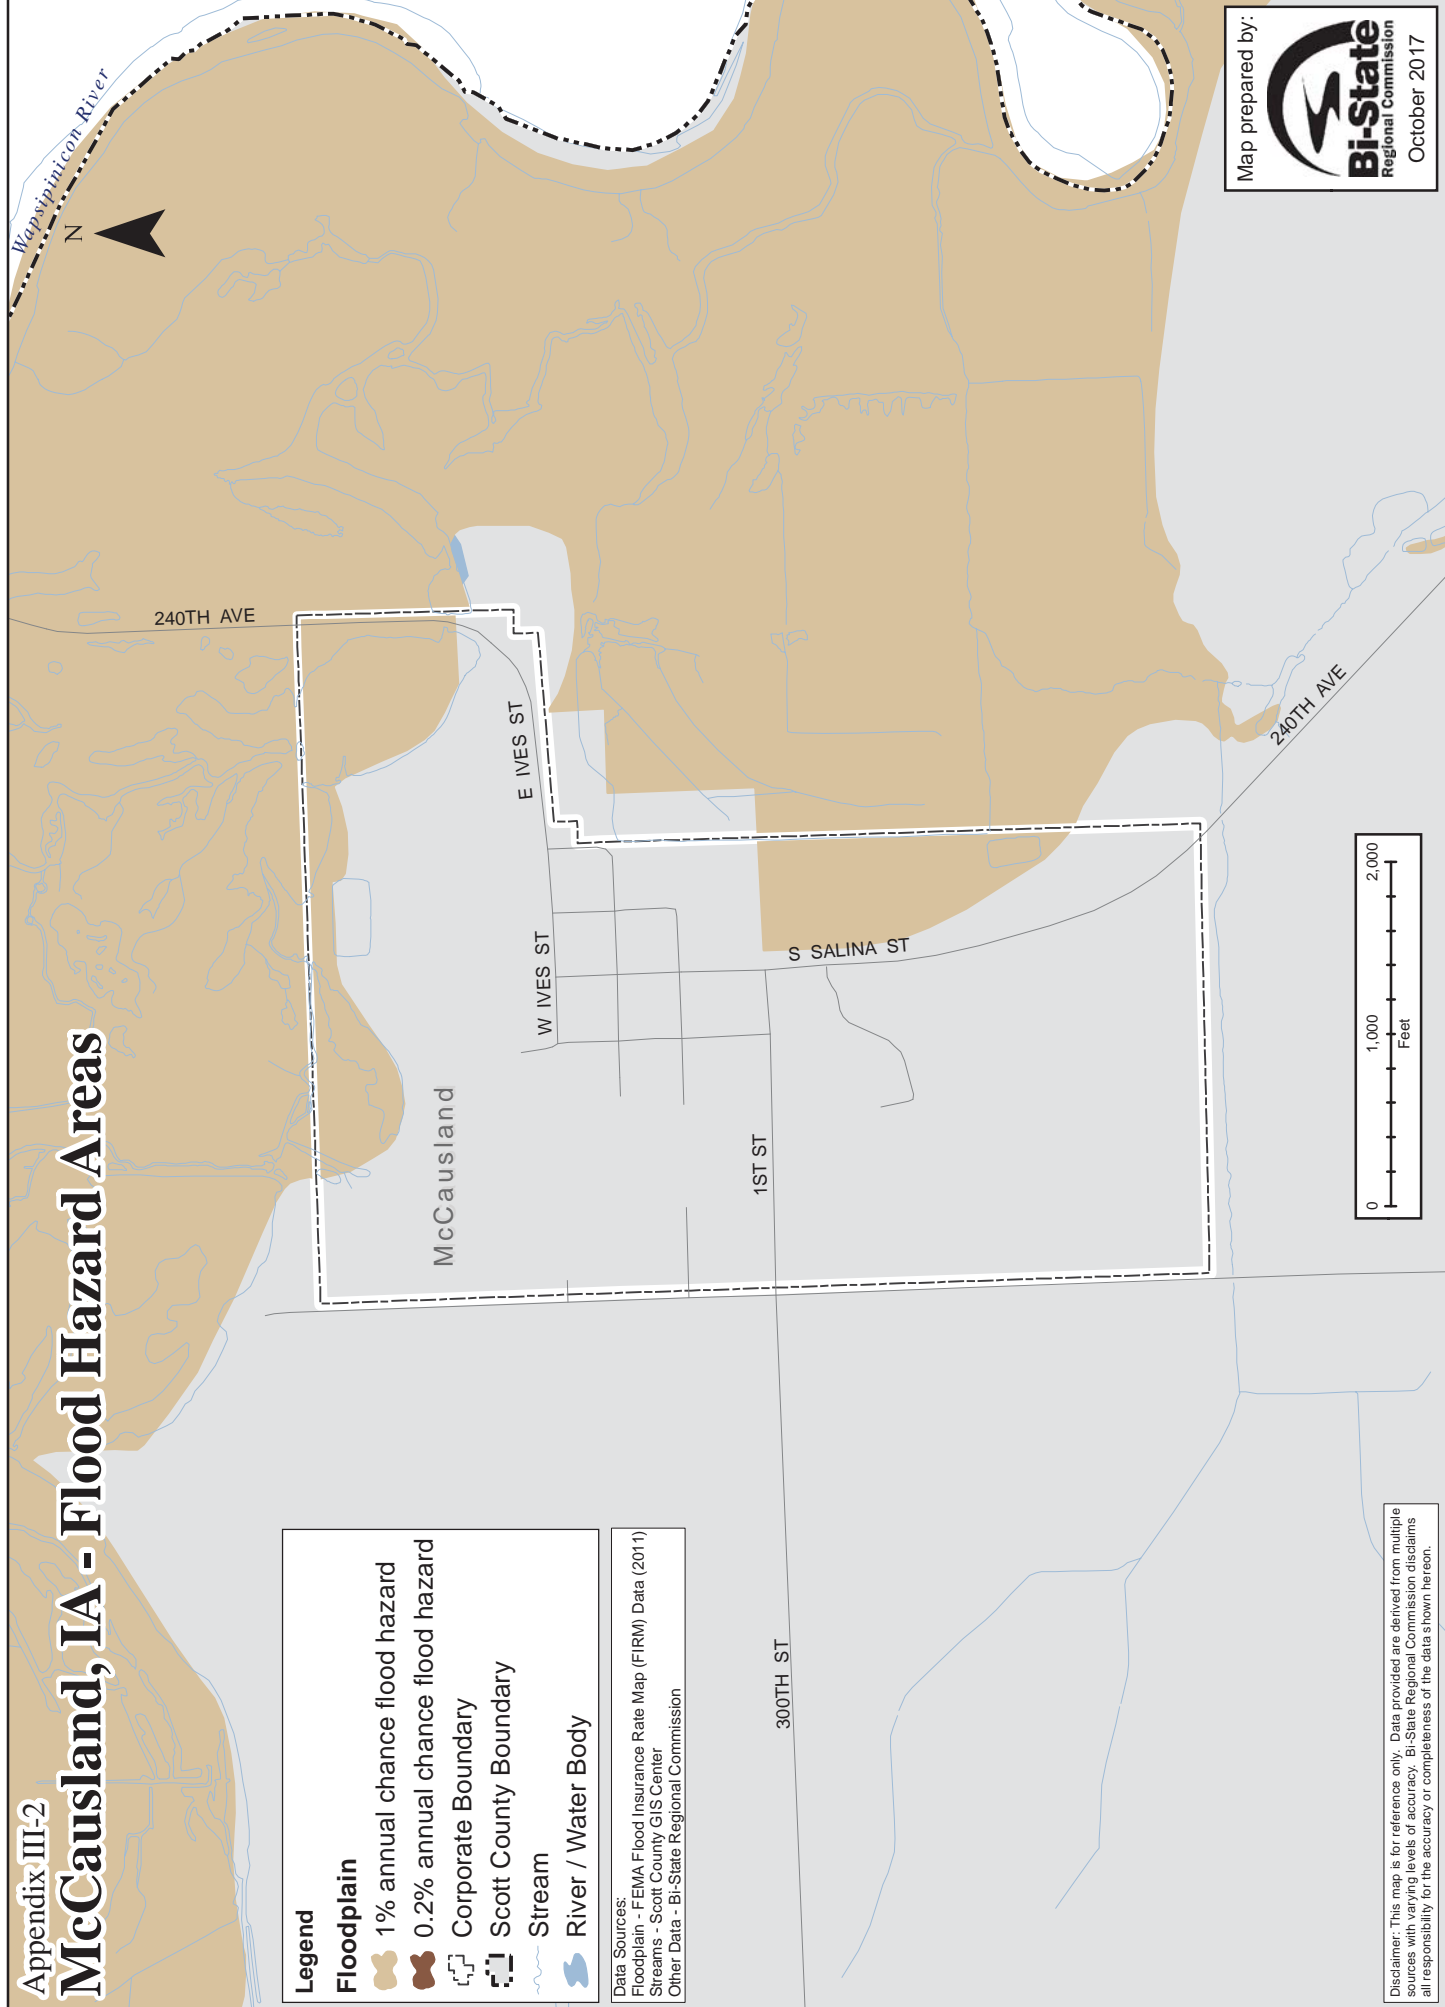 Appendix III-2
McCausland, IA - Flood Hazard Areas
Wapsipinicon River
N
240TH AVE
E IVES ST
W IVES ST
McCausland
S SALINA ST
1ST ST
240TH AVE
300TH ST
Legend
Floodplain
1% annual chance flood hazard
0.2% annual chance flood hazard
Corporate Boundary
Scott County Boundary
Stream
River / Water Body
Data Sources:
Floodplain - FEMA Flood Insurance Rate Map (FIRM) Data (2011)
Streams - Scott County GIS Center
Other Data - Bi-State Regional Commission
Disclaimer: This map is for reference only. Data provided are derived from multiple
sources with varying levels of accuracy. Bi-State Regional Commission disclaims
all responsibility for the accuracy or completeness of the data shown hereon.
0 1,000 2,000
Feet
Map prepared by:
Bi-State
Regional Commission
October 2017